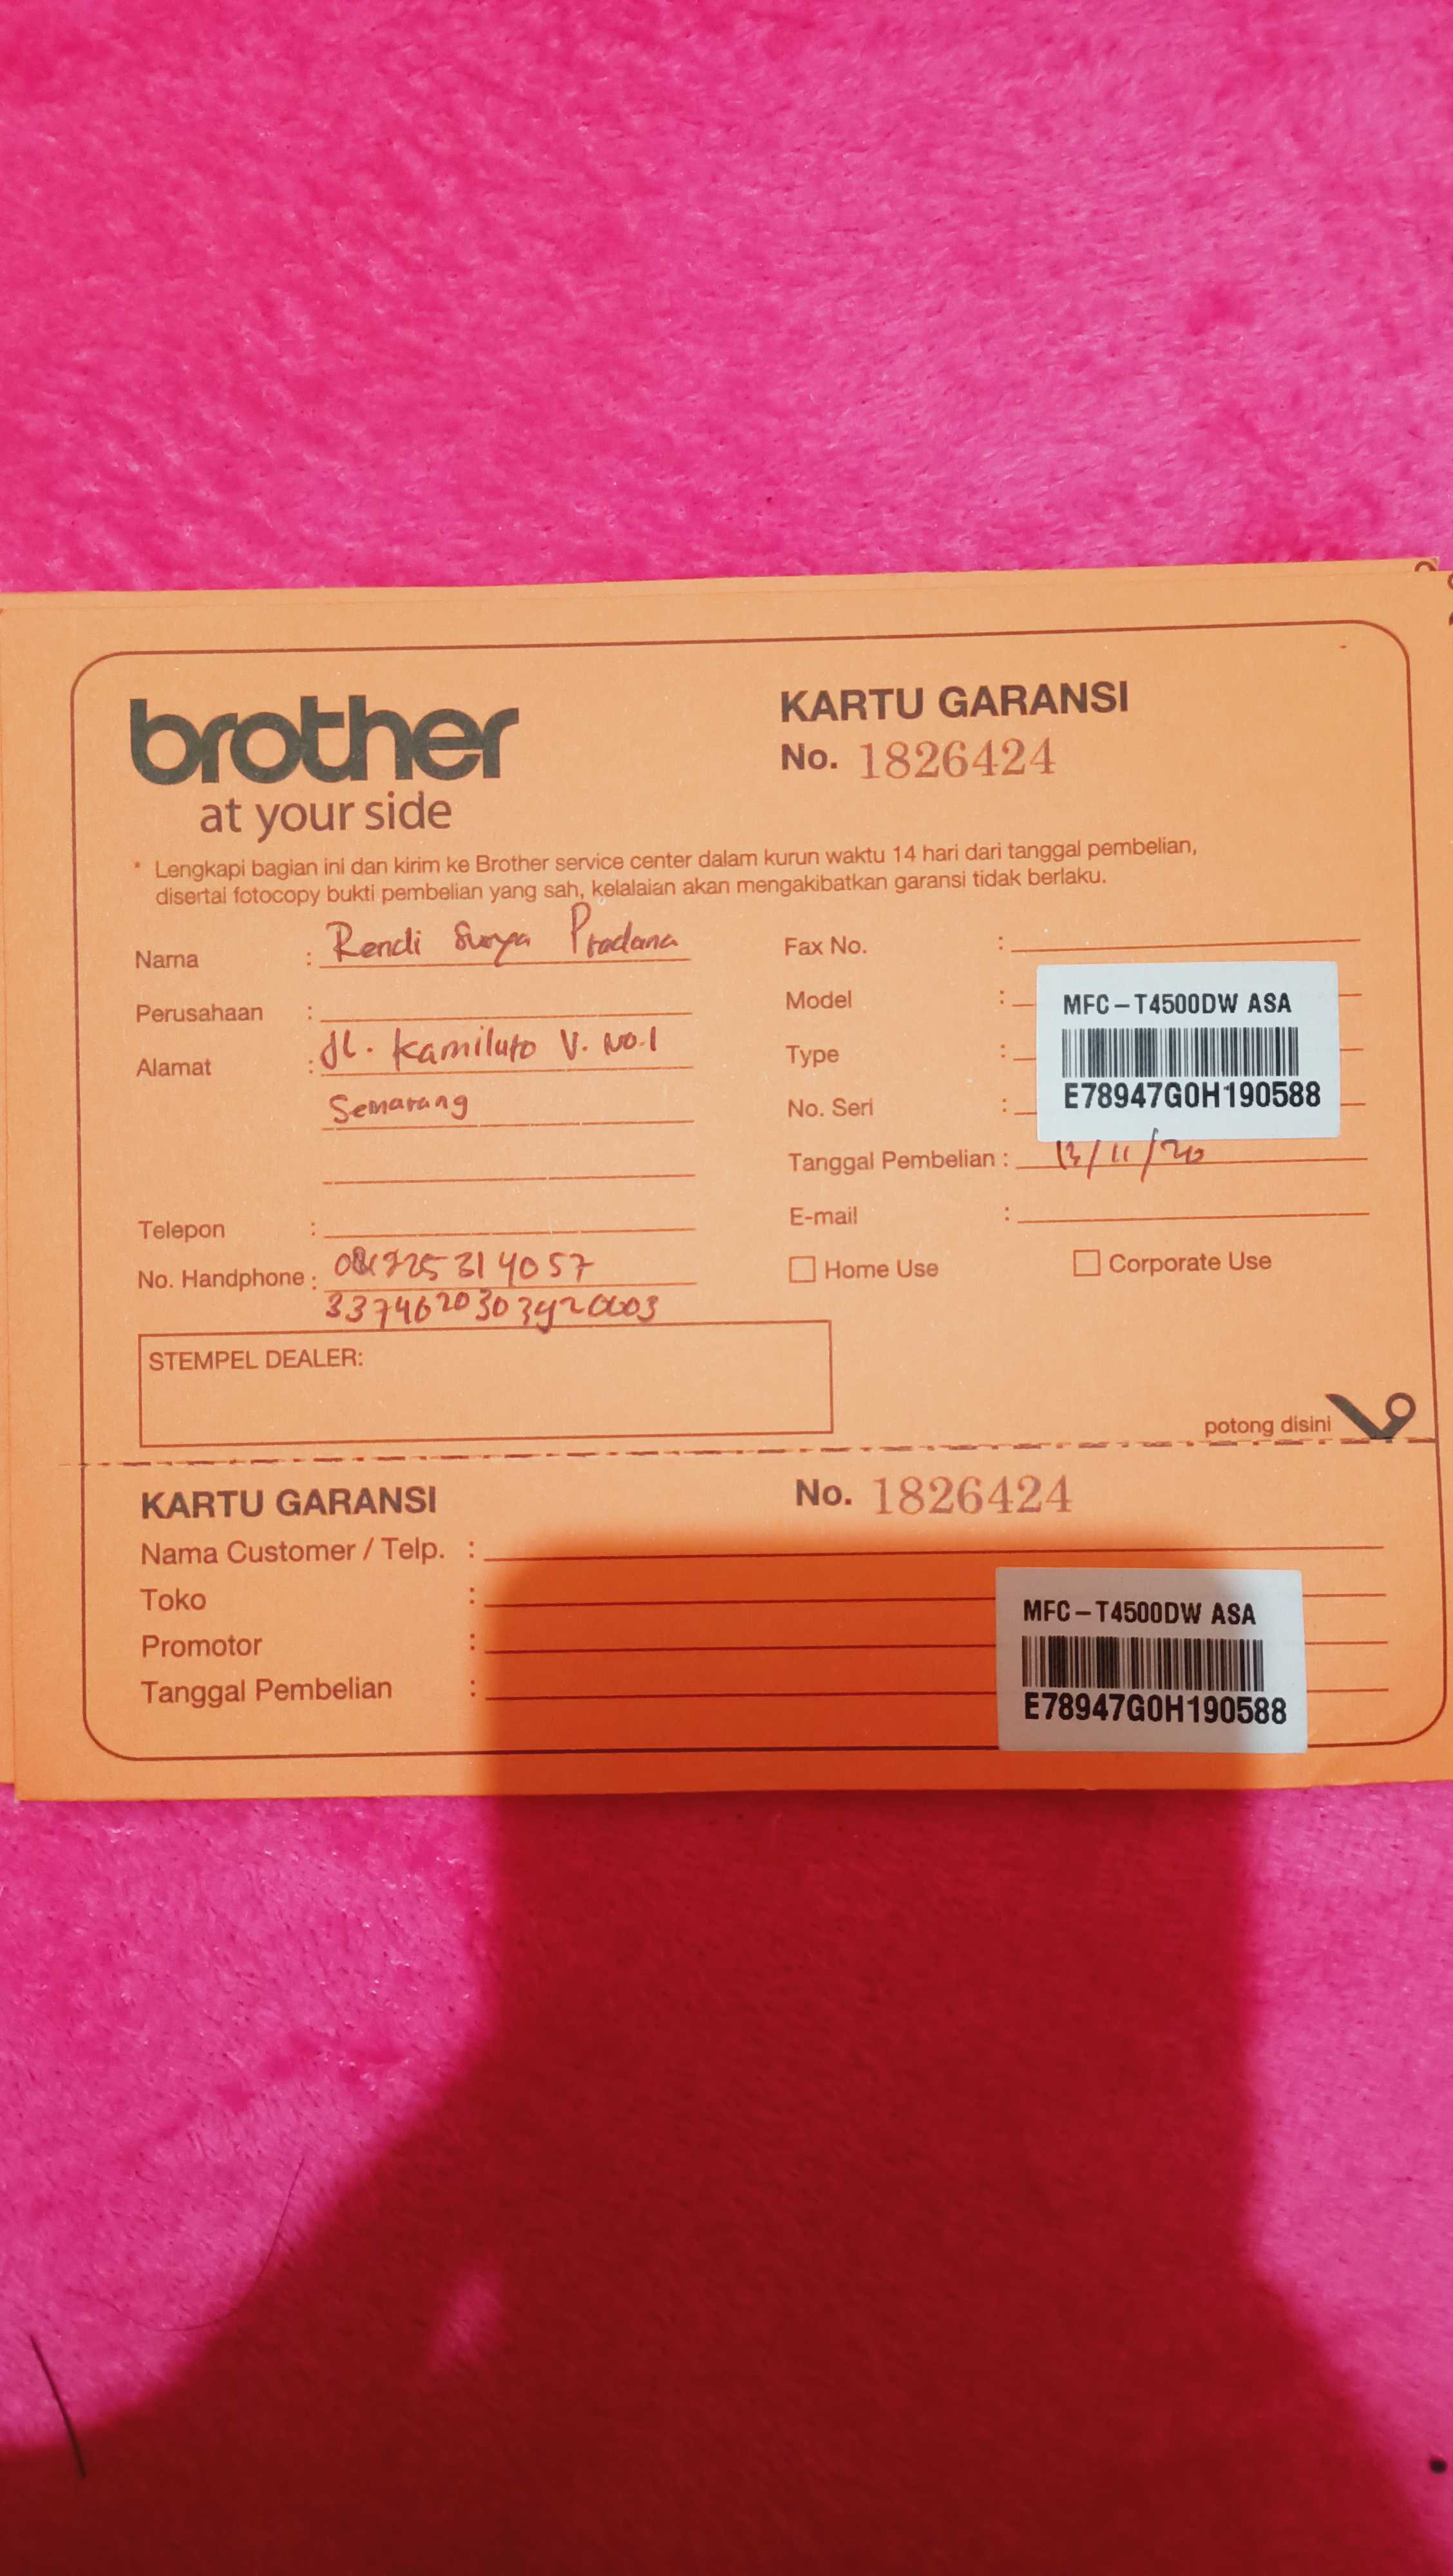 brother
at your side
KARTU GARANSI
No. 1826424
* Lengkapi bagian ini dan kirim ke Brother service center dalam kurun waktu 14 hari dari tanggal pembelian,
disertai fotocopy bukti pembelian yang sah, kelalaian akan mengakibatkan garansi tidak berlaku.
Nama : Rendi Surya Pradana
Perusahaan :
Alamat : Jl. Kamiluto V. No.1
Semarang
Telepon :
No. Handphone :
Fax No. :
Model :
Type :
No. Seri :
MFC-T4500DW ASA
E78947G0H190588
Tanggal Pembelian : 13/11/20
E-mail :
Home Use
Corporate Use
STEMPEL DEALER:
potong disini
KARTU GARANSI
No. 1826424
Nama Customer / Telp. :
Toko :
Promotor :
Tanggal Pembelian :
MFC-T4500DW ASA
E78947G0H190588